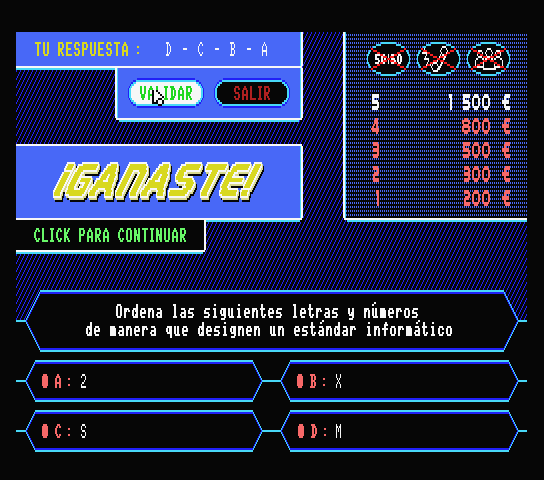 TU RESPUESTA : D - C - B - A
VALIDAR SALIR
¡GANASTE!
CLICK PARA CONTINUAR
50:50
5 1 500 €
4 800 €
3 500 €
2 300 €
1 200 €
Ordena las siguientes letras y números
de manera que designen un estándar informático
A: 2
B: X
C: S
D: M